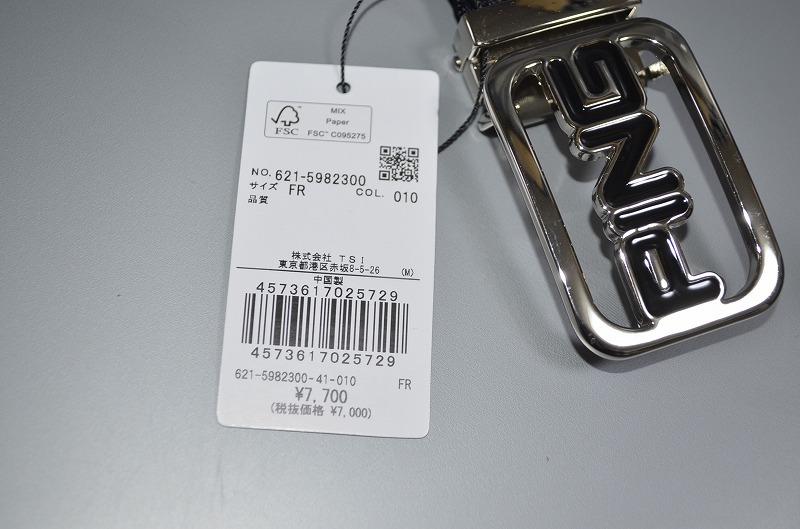 MIX
Paper
FSC
FSC™ C095275
NO. 621-5982300
サイズ FR COL. 010
品質
株式会社 TSI
東京都港区赤坂8-5-26 (M)
中国製
4573617025729
4573617025729
621-5982300-41-010 FR
¥7,700
(税抜価格 ¥7,000)
PING